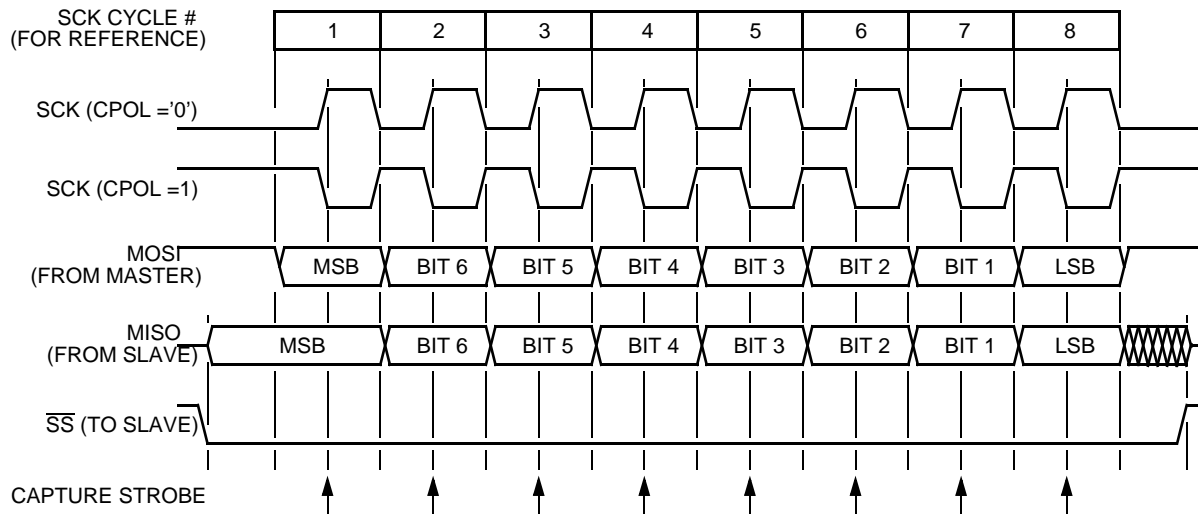 SCK CYCLE #
(FOR REFERENCE)
1 2 3 4 5 6 7 8
SCK (CPOL ='0')
SCK (CPOL =1)
MOSI
(FROM MASTER)
MSB BIT 6 BIT 5 BIT 4 BIT 3 BIT 2 BIT 1 LSB
MISO
(FROM SLAVE)
MSB BIT 6 BIT 5 BIT 4 BIT 3 BIT 2 BIT 1 LSB
S̅S̅ (TO SLAVE)
CAPTURE STROBE